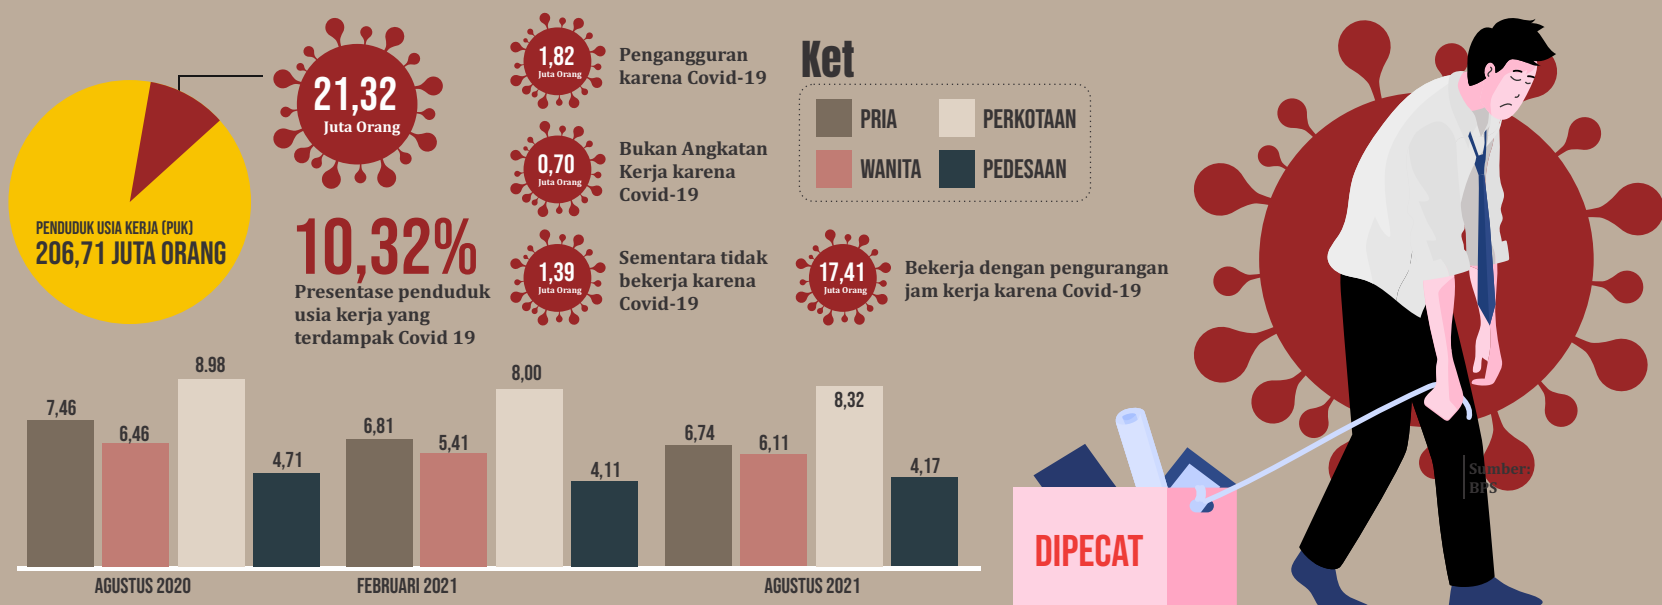 PENDUDUK USIA KERJA (PUK)
206,71 JUTA ORANG
21,32
Juta Orang
10,32%
Presentase penduduk
usia kerja yang
terdampak Covid 19
1,82
Juta Orang
Pengangguran
karena Covid-19
0,70
Juta Orang
Bukan Angkatan
Kerja karena
Covid-19
1,39
Juta Orang
Sementara tidak
bekerja karena
Covid-19
17,41
Juta Orang
Bekerja dengan pengurangan
jam kerja karena Covid-19
Ket
PRIA
PERKOTAAN
WANITA
PEDESAAN
7,46
6,46
8.98
4,71
6,81
5,41
8,00
4,11
6,74
6,11
8,32
4,17
AGUSTUS 2020
FEBRUARI 2021
AGUSTUS 2021
DIPECAT
Sumber:
BPS